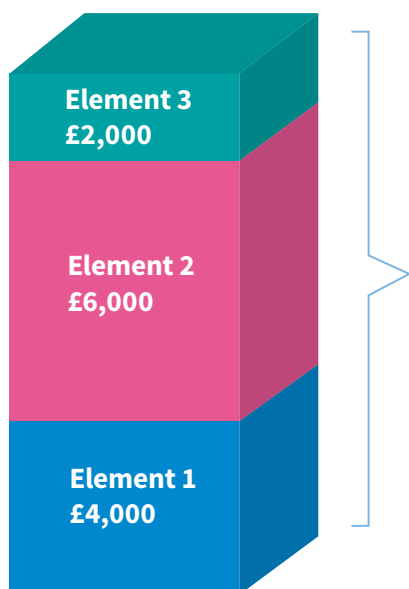 Element 3
£2,000
Element 2
£6,000
Element 1
£4,000